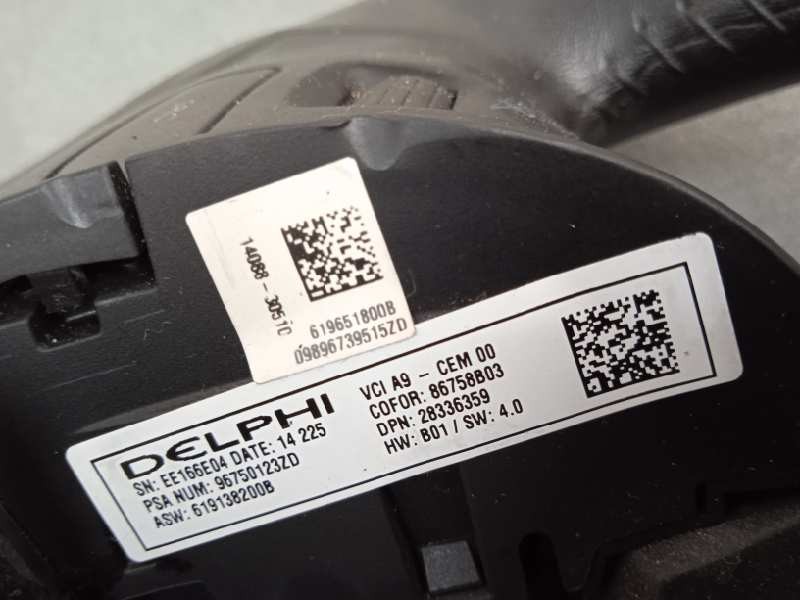 14088 - 3051C
619651800B
09896739515ZD
DELPHI
SN: EE166E04 DATE: 14 225
PSA NUM: 96750123ZD
ASW: 619138200B
VCI A9 - CEM 00
COFOR: 86758B03
DPN: 28336359
HW: B01 / SW: 4.0